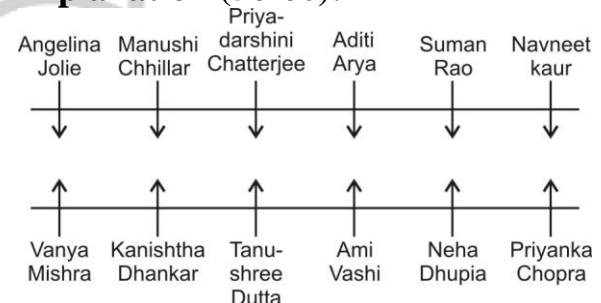 Priya-
Angelina Manushi darshini Aditi Suman Navneet
Jolie Chhillar Chatterjee Arya Rao kaur
Vanya Kanishtha Tanu- Ami Neha Priyanka
Mishra Dhankar shree Vashi Dhupia Chopra
Dutta